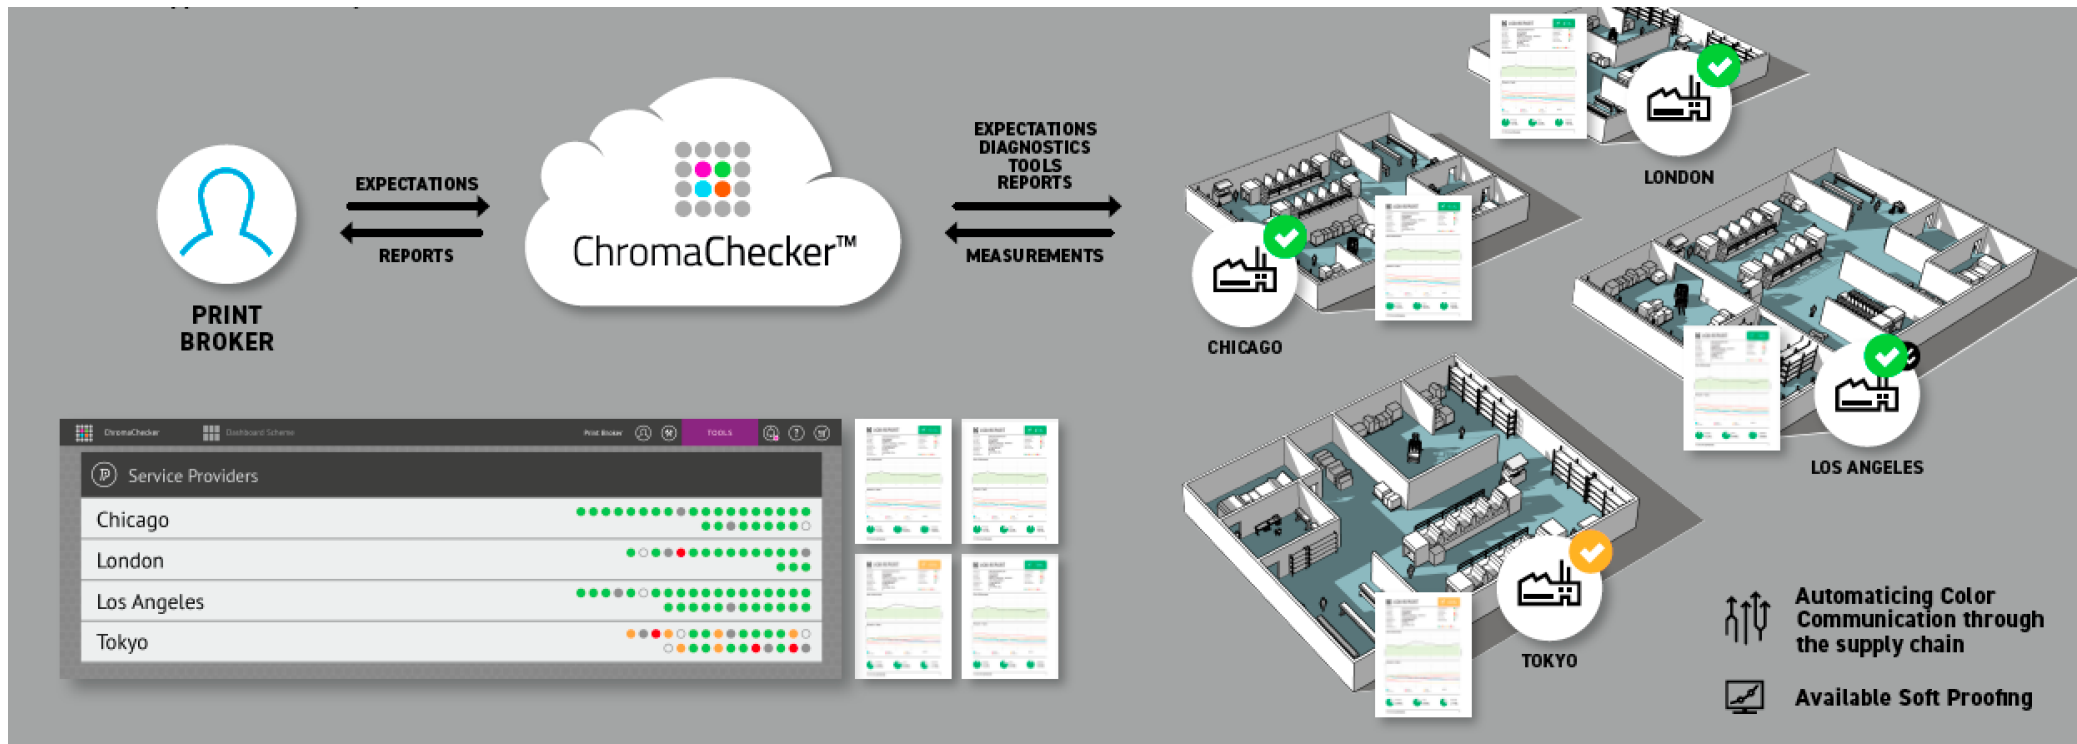 EXPECTATIONS
REPORTS
PRINT
BROKER
ChromaChecker™
EXPECTATIONS
DIAGNOSTICS
TOOLS
REPORTS
MEASUREMENTS
LONDON
CHICAGO
LOS ANGELES
TOKYO
ChromaChecker
Dashboard Scheme
Print Broker
TOOLS
?
Service Providers
Chicago
London
Los Angeles
Tokyo
Automaticing Color
Communication through
the supply chain
Available Soft Proofing